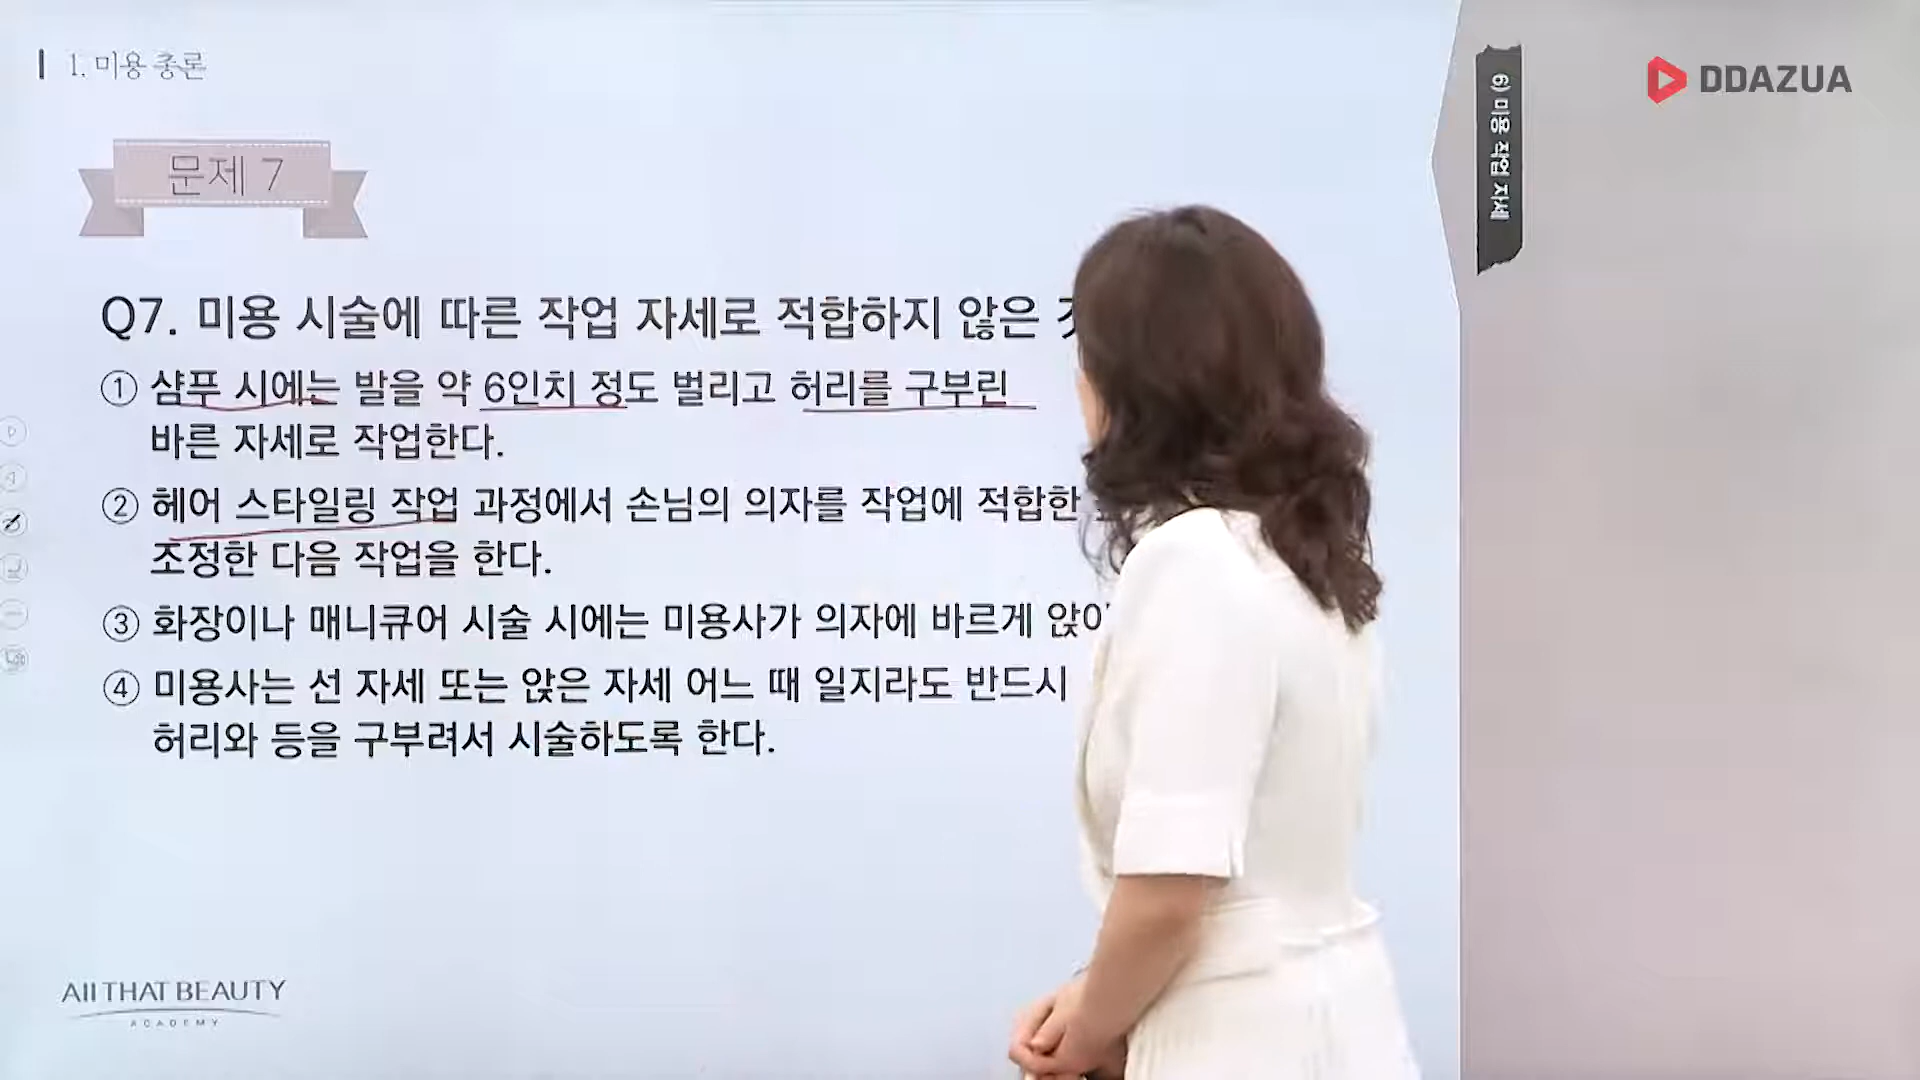 1. 미용 총론
6) 미용 작업 자세
DDAZUA
문제 7
Q7. 미용 시술에 따른 작업 자세로 적합하지 않은
① 샴푸 시에는 발을 약 6인치 정도 벌리고 허리를 구부린
바른 자세로 작업한다.
② 헤어 스타일링 작업 과정에서 손님의 의자를 작업에 적합한
조정한 다음 작업을 한다.
③ 화장이나 매니큐어 시술 시에는 미용사가 의자에 바르게
④ 미용사는 선 자세 또는 앉은 자세 어느 때 일지라도 반드시
허리와 등을 구부려서 시술하도록 한다.
All THAT BEAUTY
ACADEMY